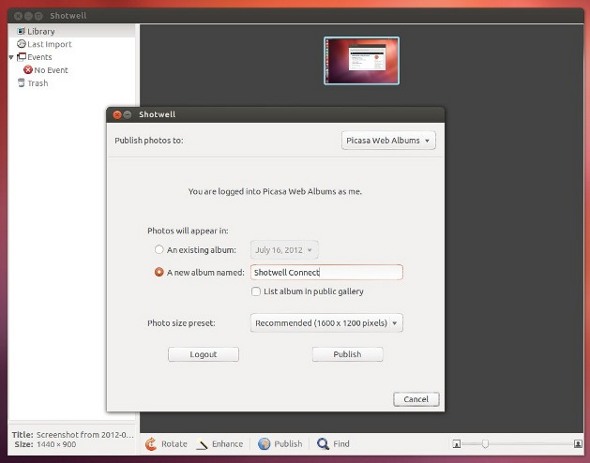 Shotwell
Library
Last Import
Events
No Event
Trash
Shotwell
Publish photos to:
Picasa Web Albums
You are logged into Picasa Web Albums as me.
Photos will appear in:
An existing album:
July 16, 2012
A new album named:
Shotwell Connect
List album in public gallery
Photo size preset:
Recommended (1600 x 1200 pixels)
Logout
Publish
Cancel
Title: Screenshot from 2012-0...
Size: 1440 × 900
Rotate
Enhance
Publish
Find